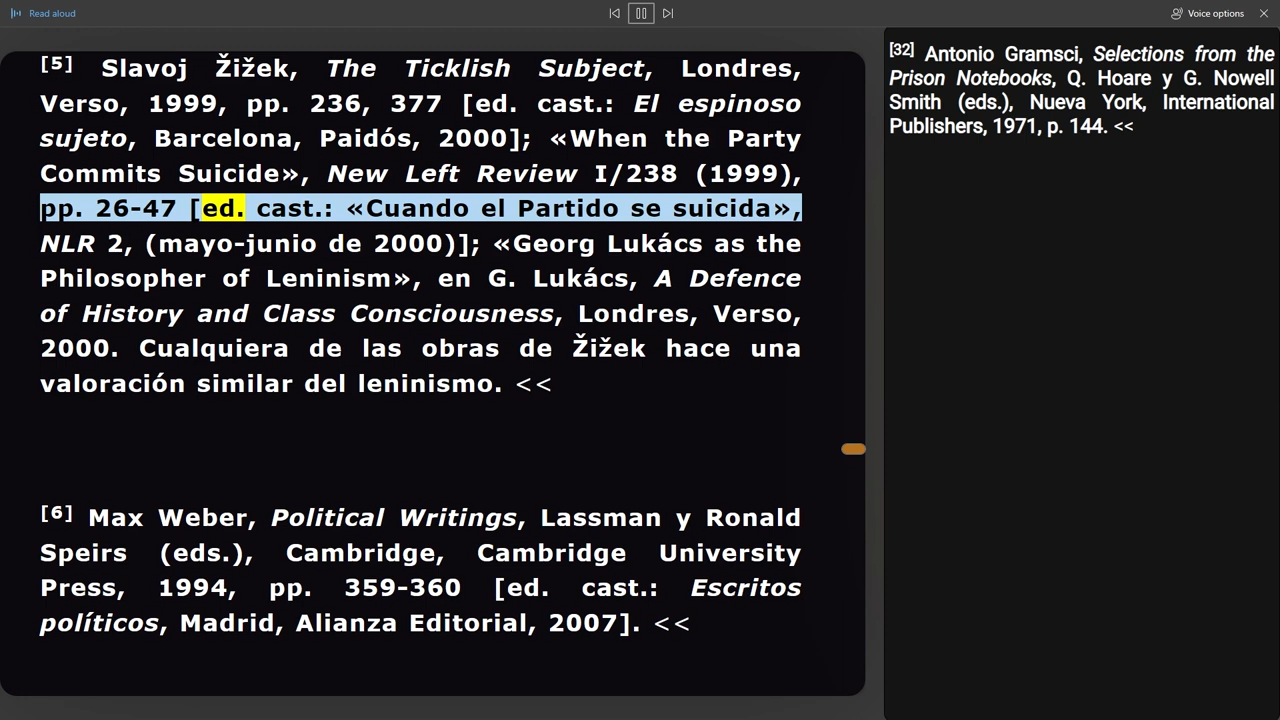 Read aloud
Voice options
[5] Slavoj Žižek, The Ticklish Subject, Londres,
Verso, 1999, pp. 236, 377 [ed. cast.: El espinoso
sujeto, Barcelona, Paidós, 2000]; «When the Party
Commits Suicide», New Left Review I/238 (1999),
pp. 26-47 [ed. cast.: «Cuando el Partido se suicida»,
NLR 2, (mayo-junio de 2000)]; «Georg Lukács as the
Philosopher of Leninism», en G. Lukács, A Defence
of History and Class Consciousness, Londres, Verso,
2000. Cualquiera de las obras de Žižek hace una
valoración similar del leninismo. <<
[6] Max Weber, Political Writings, Lassman y Ronald
Speirs (eds.), Cambridge, Cambridge University
Press, 1994, pp. 359-360 [ed. cast.: Escritos
políticos, Madrid, Alianza Editorial, 2007]. <<
[32] Antonio Gramsci, Selections from the
Prison Notebooks, Q. Hoare y G. Nowell
Smith (eds.), Nueva York, International
Publishers, 1971, p. 144. <<